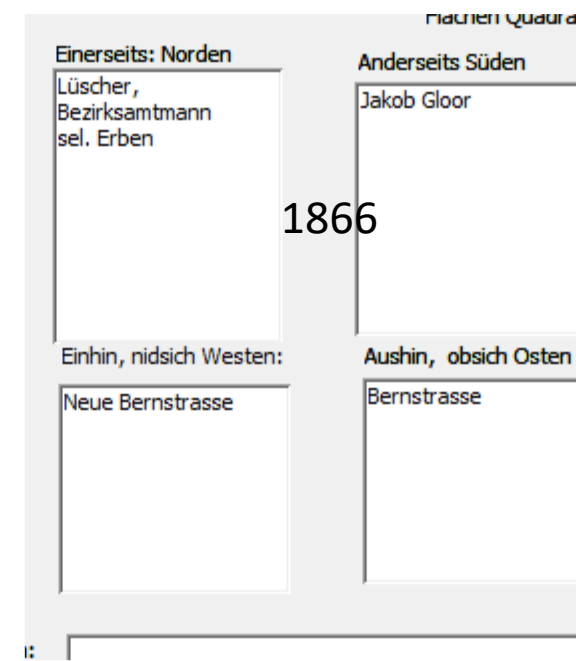 Flächen Quadra
Einerseits: Norden
Anderseits Süden
Lüscher,
Bezirksamtmann
sel. Erben
Jakob Gloor
1866
Einhin, nidsich Westen:
Aushin, obsich Osten
Neue Bernstrasse
Bernstrasse